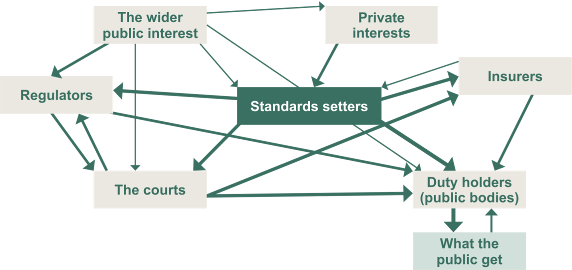 The wider
public interest
Private
interests
Insurers
Regulators
Standards setters
The courts
Duty holders
(public bodies)
What the
public get